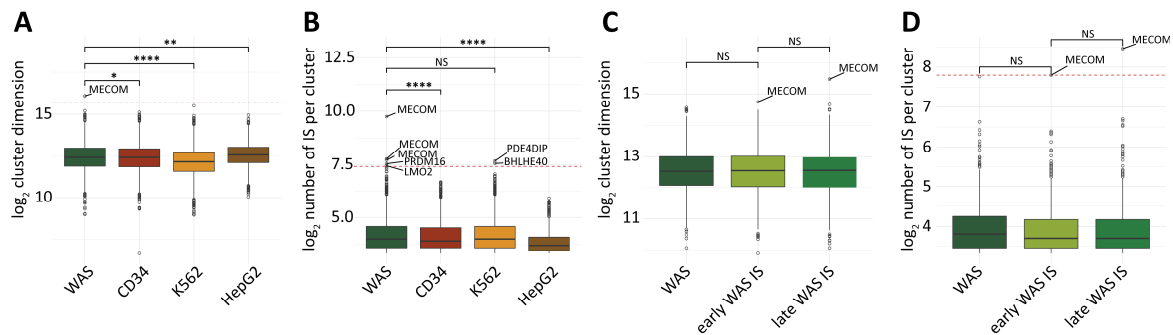 A
log2 cluster dimension
15
10
**
****
*
MECOM
WAS
CD34
K562
HepG2
B
log2 number of IS per cluster
12.5
10.0
7.5
5.0
****
NS
****
MECOM
MECOM
MECOM
PRDM16
LMO2
PDE4DIP
BHLHE40
WAS
CD34
K562
HepG2
C
log2 cluster dimension
15
13
11
NS
NS
MECOM
MECOM
WAS
early WAS IS
late WAS IS
D
log2 number of IS per cluster
8
7
6
5
4
NS
NS
MECOM
MECOM
WAS
early WAS IS
late WAS IS